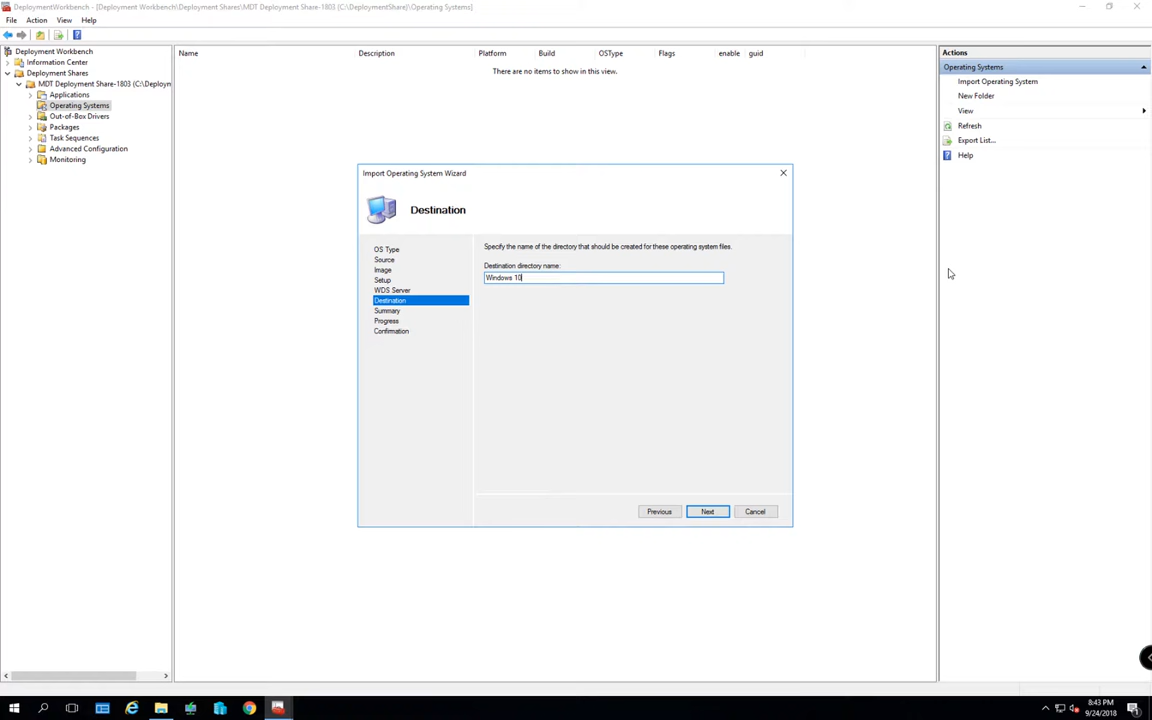 DeploymentWorkbench - [Deployment Workbench\Deployment Shares\MDT Deployment Share-1803 (C:\DeploymentShare)\Operating Systems]
File Action View Help
Deployment Workbench
Information Center
Deployment Shares
MDT Deployment Share-1803 (C:\Deploym
Applications
Operating Systems
Out-of-Box Drivers
Packages
Task Sequences
Advanced Configuration
Monitoring
Name Description Platform Build OSType Flags enable guid
There are no items to show in this view.
Actions
Operating Systems
Import Operating System
New Folder
View
Refresh
Export List...
Help
Import Operating System Wizard
Destination
OS Type
Source
Image
Setup
WDS Server
Destination
Summary
Progress
Confirmation
Specify the name of the directory that should be created for these operating system files.
Destination directory name:
Windows 10
Previous Next Cancel
8:43 PM
9/24/2018